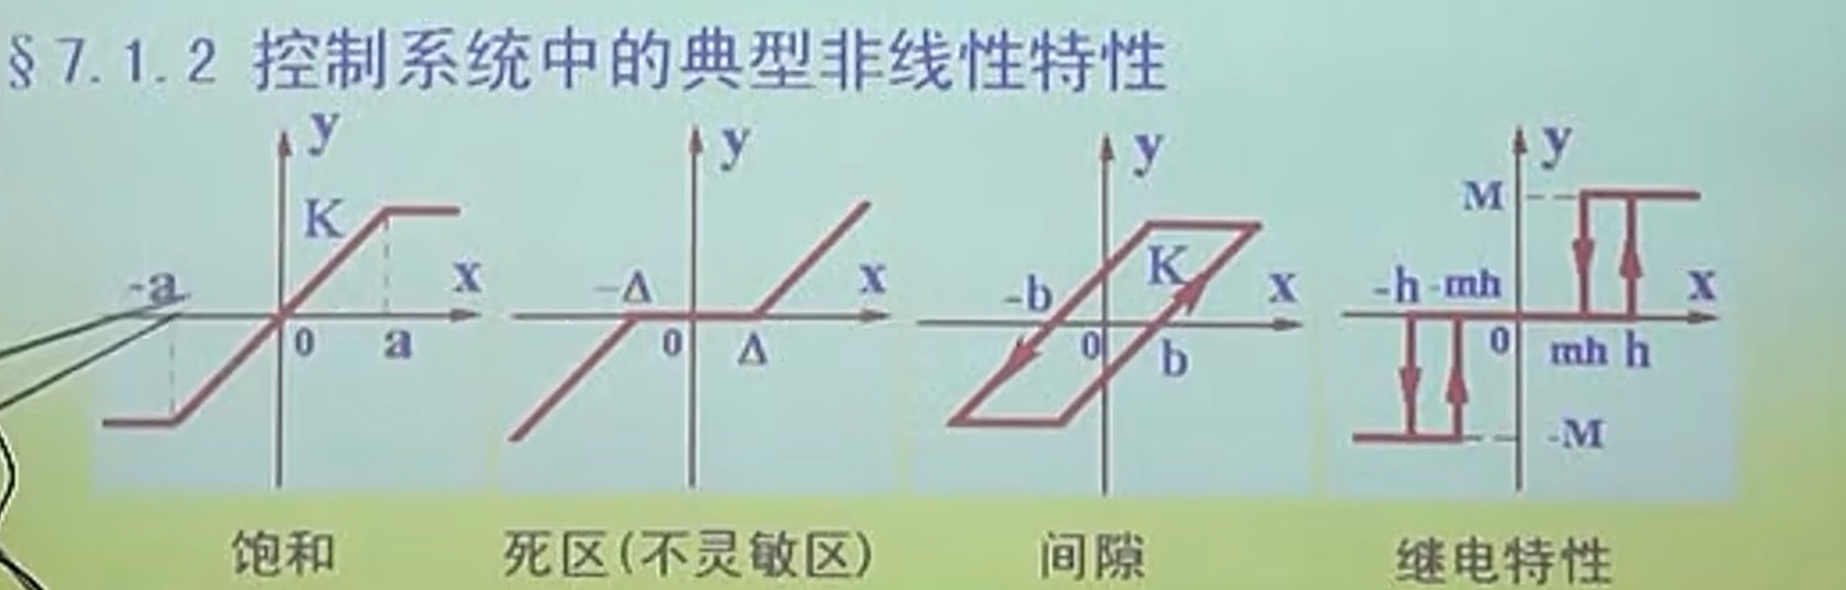 §7.1.2 控制系统中的典型非线性特性
y
K
x
-a
0
a
y
x
-Δ
0
Δ
y
K
x
-b
0
b
y
M
x
-h -mh
0
mh h
-M
饱和
死区(不灵敏区)
间隙
继电特性